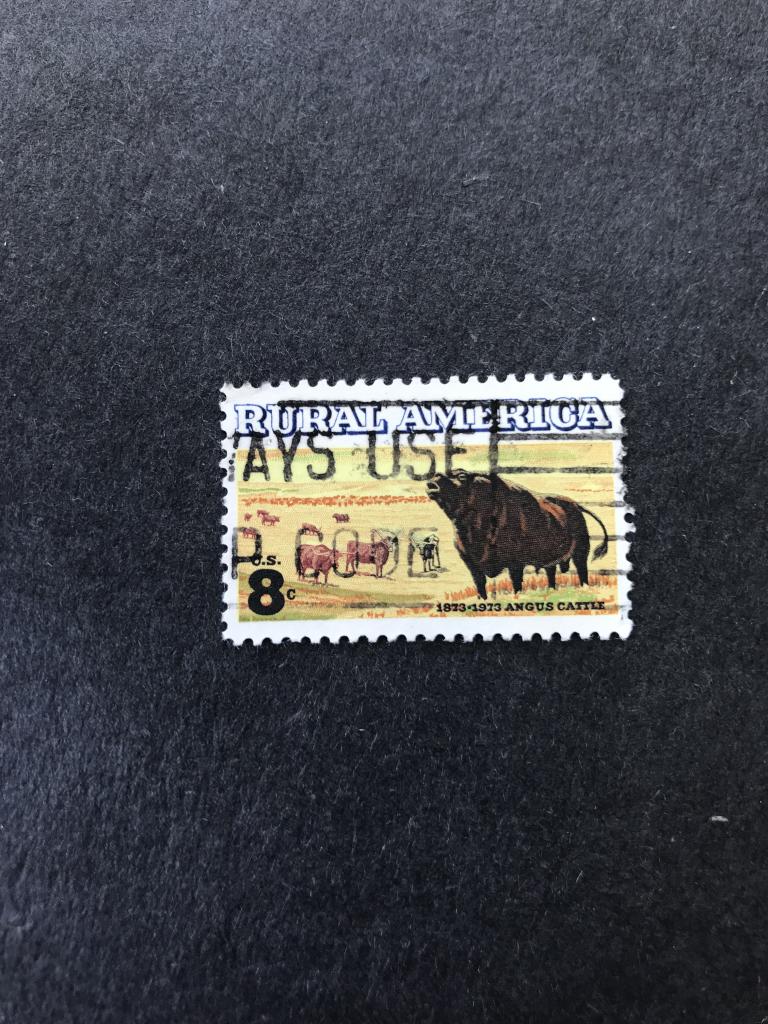 RURAL AMERICA
AYS USE
P CODE
U.S.
8c
1873-1973 ANGUS CATTLE